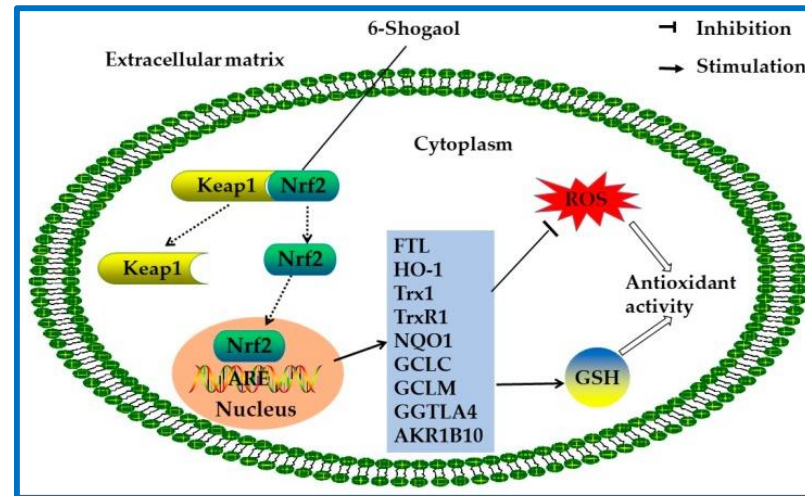 6-Shogaol
Inhibition
Extracellular matrix
Stimulation
Cytoplasm
Keap1 Nrf2
ROS
Keap1
Nrf2
FTL
HO-1
Trx1
TrxR1
NQO1
GCLC
GCLM
GGTLA4
AKR1B10
Antioxidant
activity
Nrf2
ARE
Nucleus
GSH